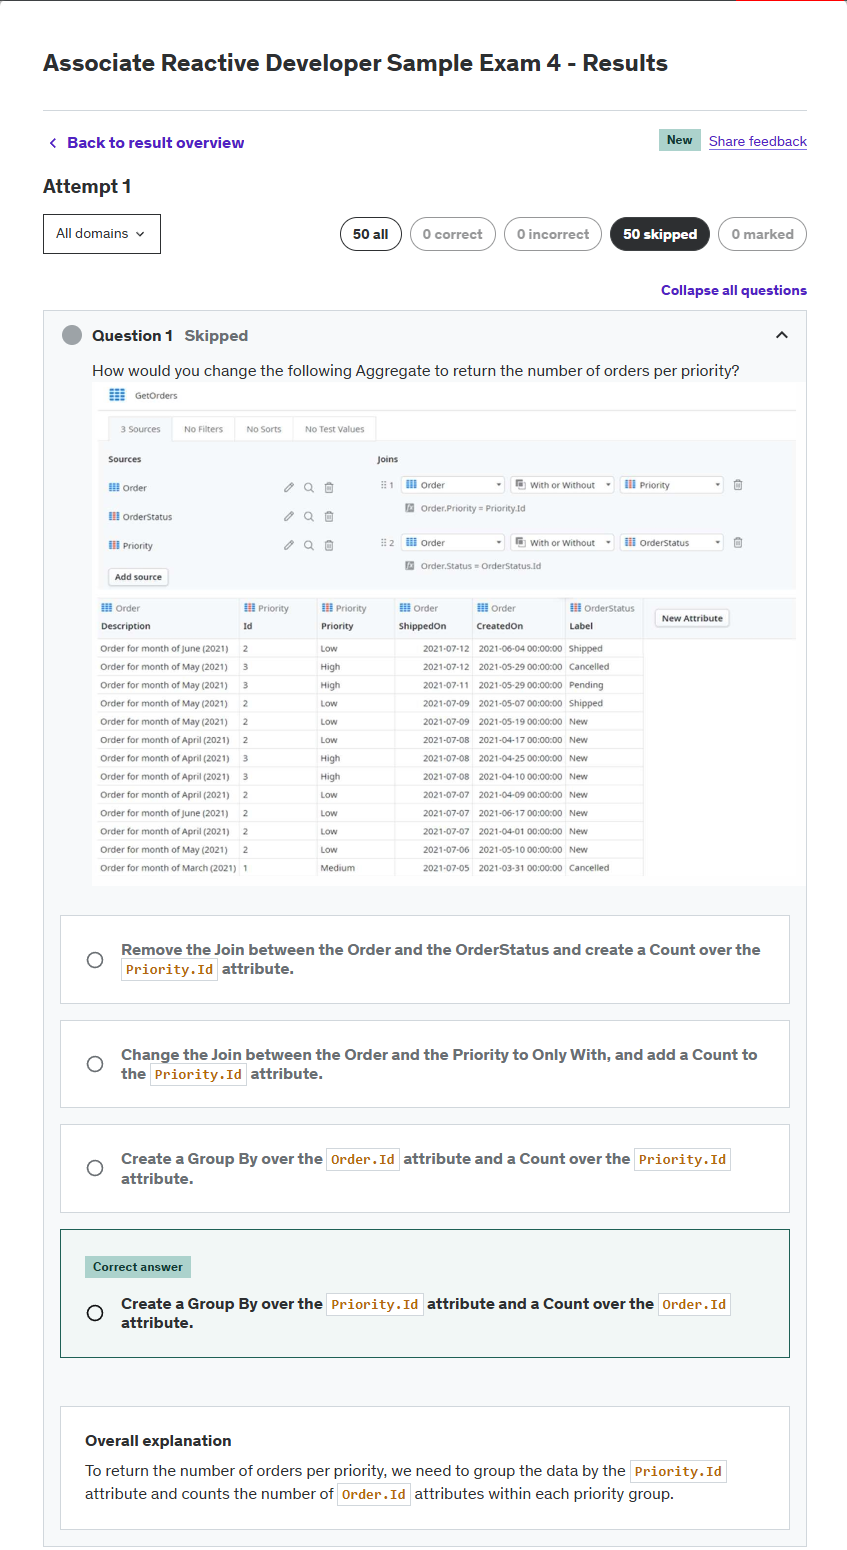 Associate Reactive Developer Sample Exam 4 - Results
Back to result overview
New Share feedback
Attempt 1
All domains
50 all 0 correct 0 incorrect 50 skipped 0 marked
Collapse all questions
Question 1 Skipped
How would you change the following Aggregate to return the number of orders per priority?
GetOrders
3 Sources No Filters No Sorts No Test Values
Sources Joins
Order 1 Order With or Without Priority
Order.Priority = Priority.Id
OrderStatus
Priority 2 Order With or Without OrderStatus
Order.Status = OrderStatus.Id
Add source
Order Priority Priority Order Order OrderStatus
New Attribute
Description Id Priority ShippedOn CreatedOn Label
Order for month of June (2021) 2 Low 2021-07-12 2021-06-04 00:00:00 Shipped
Order for month of May (2021) 3 High 2021-07-12 2021-05-29 00:00:00 Cancelled
Order for month of May (2021) 3 High 2021-07-11 2021-05-29 00:00:00 Pending
Order for month of May (2021) 2 Low 2021-07-09 2021-05-07 00:00:00 Shipped
Order for month of May (2021) 2 Low 2021-07-09 2021-05-19 00:00:00 New
Order for month of April (2021) 2 Low 2021-07-08 2021-04-17 00:00:00 New
Order for month of April (2021) 3 High 2021-07-08 2021-04-25 00:00:00 New
Order for month of April (2021) 3 High 2021-07-08 2021-04-10 00:00:00 New
Order for month of April (2021) 2 Low 2021-07-07 2021-04-09 00:00:00 New
Order for month of June (2021) 2 Low 2021-07-07 2021-06-17 00:00:00 New
Order for month of April (2021) 2 Low 2021-07-07 2021-04-01 00:00:00 New
Order for month of May (2021) 2 Low 2021-07-06 2021-05-10 00:00:00 New
Order for month of March (2021) 1 Medium 2021-07-05 2021-03-31 00:00:00 Cancelled
Remove the Join between the Order and the OrderStatus and create a Count over the
Priority.Id attribute.
Change the Join between the Order and the Priority to Only With, and add a Count to
the Priority.Id attribute.
Create a Group By over the Order.Id attribute and a Count over the Priority.Id
attribute.
Correct answer
Create a Group By over the Priority.Id attribute and a Count over the Order.Id
attribute.
Overall explanation
To return the number of orders per priority, we need to group the data by the Priority.Id
attribute and counts the number of Order.Id attributes within each priority group.